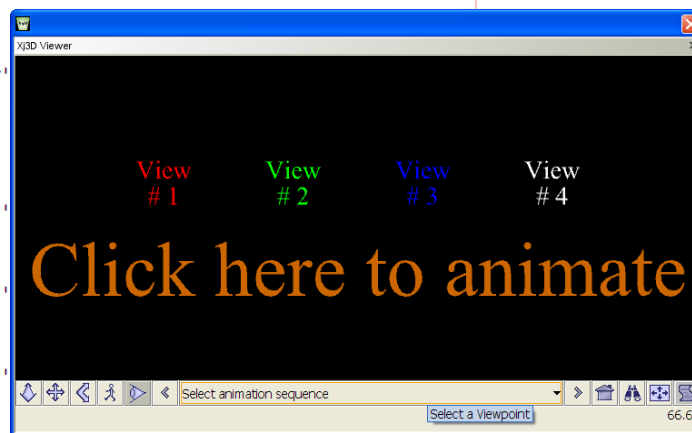 Xj3D Viewer
View
# 1
View
# 2
View
# 3
View
# 4
Click here to animate
Select animation sequence
Select a Viewpoint
66.6